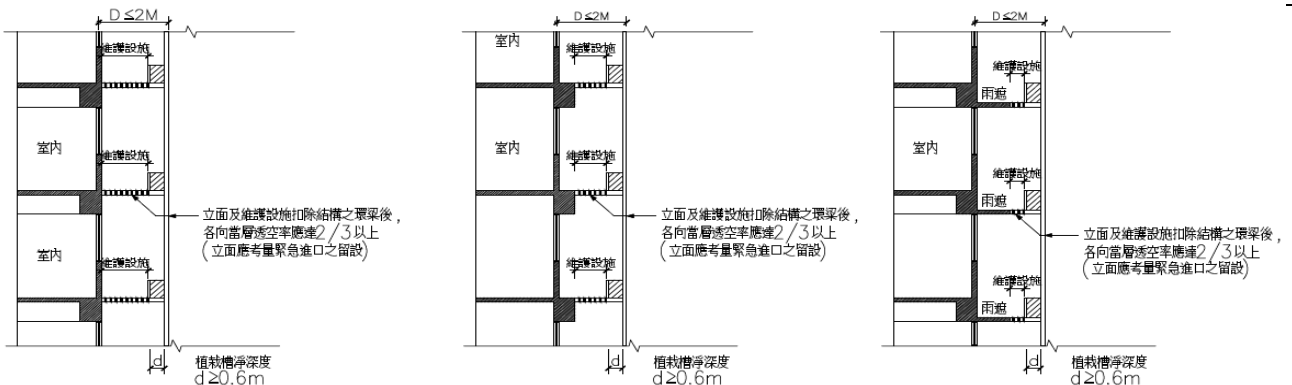 D≤2M
維護設施
維護設施
室內
立面及維護設施扣除結構之環梁後，
各向當層透空率應達2/3以上
(立面應考量緊急進口之留設)
室內
維護設施
d
植栽槽淨深度
d≥0.6m
D≤2M
室內
維護設施
維護設施
室內
立面及維護設施扣除結構之環梁後，
各向當層透空率應達2/3以上
(立面應考量緊急進口之留設)
維護設施
d
植栽槽淨深度
d≥0.6m
D≤2M
維護設施
雨遮
室內
維護設施
雨遮
立面及維護設施扣除結構之環梁後，
各向當層透空率應達2/3以上
(立面應考量緊急進口之留設)
維護設施
雨遮
d
植栽槽淨深度
d≥0.6m